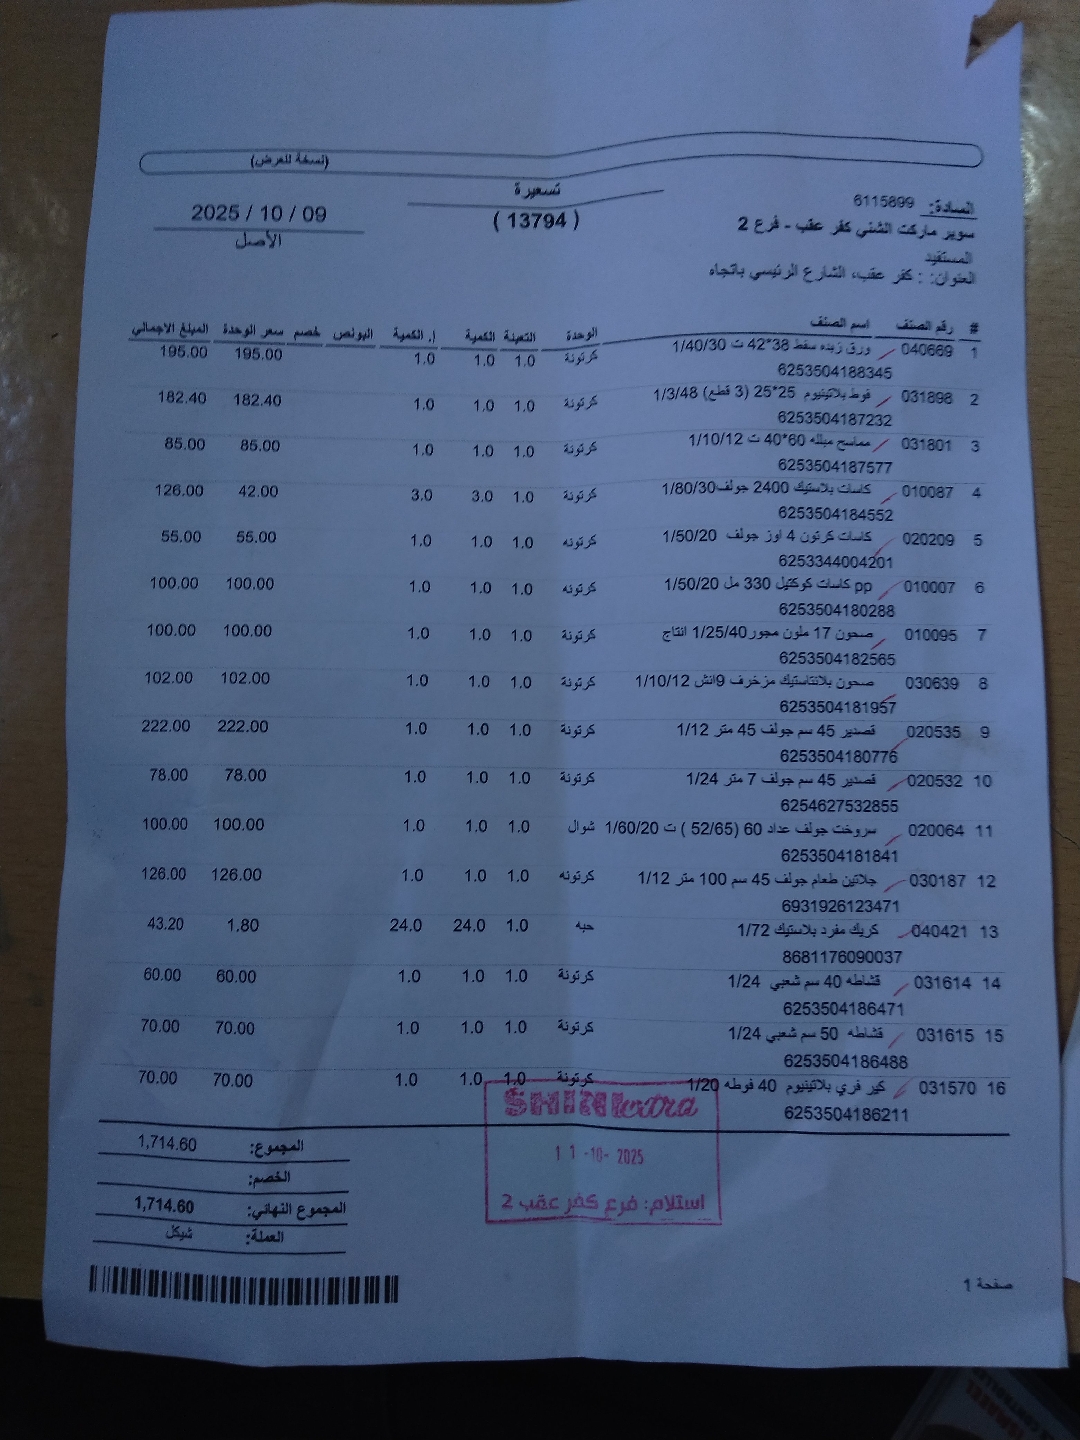 (نسخة للعرض)
تسعيرة
( 13794 )
2025 / 10 / 09
الأصل
السادة: 6115899
سوبر ماركت الشني كفر عقب - فرع 2
المستفيد
العنوان: : كفر عقب، الشارع الرئيسي باتجاه
# رقم الصنف اسم الصنف الوحدة التعبئة الكمية إ. الكمية البونص خصم سعر الوحدة المبلغ الاجمالي
1 040669 ورق زبده سفط 38*42 ت 1/40/30 كرتونة 1.0 1.0 1.0 195.00 195.00
6253504188345
2 031898 فوط بلاتينيوم 25*25 (3 قطع) 1/3/48 كرتونة 1.0 1.0 1.0 182.40 182.40
6253504187232
3 031801 مماسح مبلله 60*40 ت 1/10/12 كرتونة 1.0 1.0 1.0 85.00 85.00
6253504187577
4 010087 كاسات بلاستيك 2400 جولف1/80/30 كرتونة 1.0 3.0 3.0 42.00 126.00
6253504184552
5 020209 كاسات كرتون 4 اوز جولف 1/50/20 كرتونه 1.0 1.0 1.0 55.00 55.00
6253344004201
6 010007 pp كاسات كوكتيل 330 مل 1/50/20 كرتونه 1.0 1.0 1.0 100.00 100.00
6253504180288
7 010095 صحون 17 ملون مجور1/25/40 انتاج كرتونة 1.0 1.0 1.0 100.00 100.00
6253504182565
8 030639 صحون بلانتاستيك مزخرف 9انش 1/10/12 كرتونة 1.0 1.0 1.0 102.00 102.00
6253504181957
9 020535 قصدير 45 سم جولف 45 متر 1/12 كرتونة 1.0 1.0 1.0 222.00 222.00
6253504180776
10 020532 قصدير 45 سم جولف 7 متر 1/24 كرتونة 1.0 1.0 1.0 78.00 78.00
6254627532855
11 020064 سروخت جولف عداد 60 (52/65 ) ت 1/60/20 شوال 1.0 1.0 1.0 100.00 100.00
6253504181841
12 030187 جلاتين طعام جولف 45 سم 100 متر 1/12 كرتونه 1.0 1.0 1.0 126.00 126.00
6931926123471
13 040421 كريك مفرد بلاستيك 1/72 حبه 1.0 24.0 24.0 1.80 43.20
8681176090037
14 031614 قشاطه 40 سم شعبي 1/24 كرتونة 1.0 1.0 1.0 60.00 60.00
6253504186471
15 031615 قشاطه 50 سم شعبي 1/24 كرتونة 1.0 1.0 1.0 70.00 70.00
6253504186488
16 031570 كير فري بلاتينيوم 40 فوطه 1/20 كرتونة 1.0 1.0 1.0 70.00 70.00
6253504186211
المجموع: 1,714.60
الخصم:
المجموع النهائي: 1,714.60
العملة: شيكل
SHINI extra
11 -10- 2025
استلام: فرع كفر عقب 2
صفحة 1